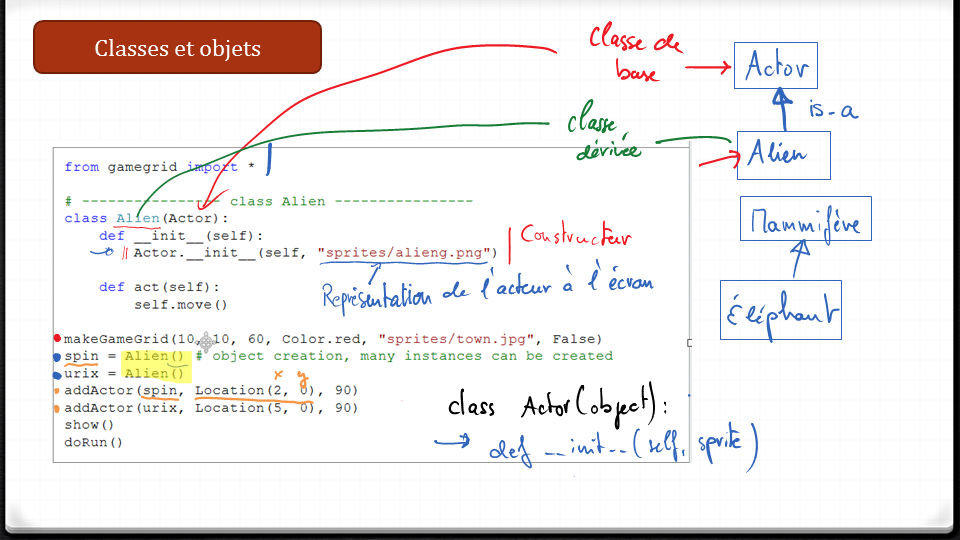 Classes et objets
Classe de
base
Actor
is-a
classe
dérivée
Alien
Mammifère
Éléphant
from gamegrid import *
# ---------------- class Alien ----------------
class Alien(Actor):
def __init__(self):
Actor.__init__(self, "sprites/alieng.png")
Constructeur
Représentation de l'acteur à l'écran
def act(self):
self.move()
makeGameGrid(10, 10, 60, Color.red, "sprites/town.jpg", False)
spin = Alien() # object creation, many instances can be created
urix = Alien()
x y
addActor(spin, Location(2, 0), 90)
addActor(urix, Location(5, 0), 90)
show()
doRun()
class Actor(object):
def __init__(self, sprite)